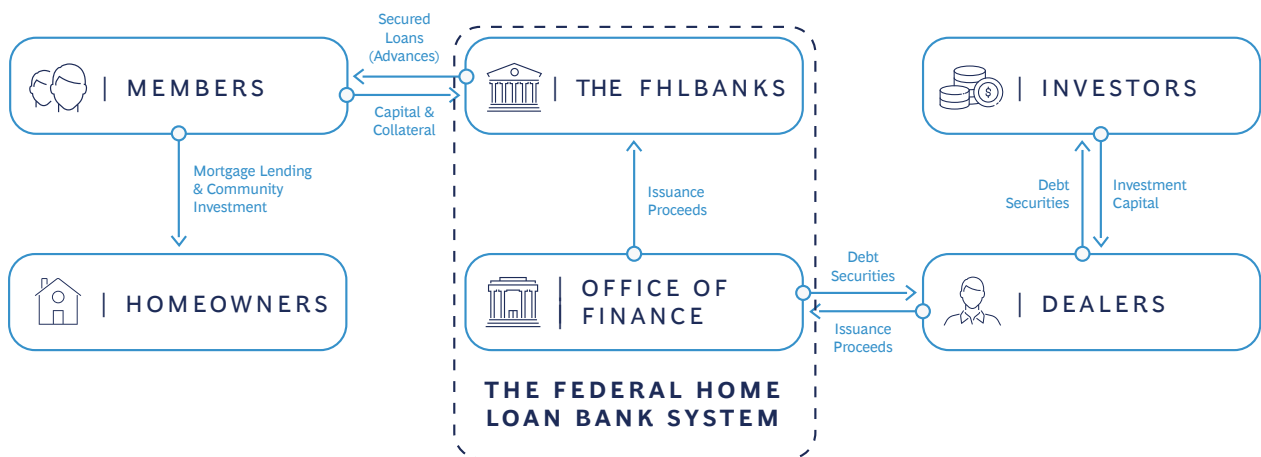 Secured
Loans
(Advances)
MEMBERS
THE FHLBANKS
INVESTORS
Capital &
Collateral
Mortgage Lending
& Community
Investment
Issuance
Proceeds
Debt
Securities
Investment
Capital
HOMEOWNERS
OFFICE OF
FINANCE
Debt
Securities
DEALERS
Issuance
Proceeds
THE FEDERAL HOME
LOAN BANK SYSTEM